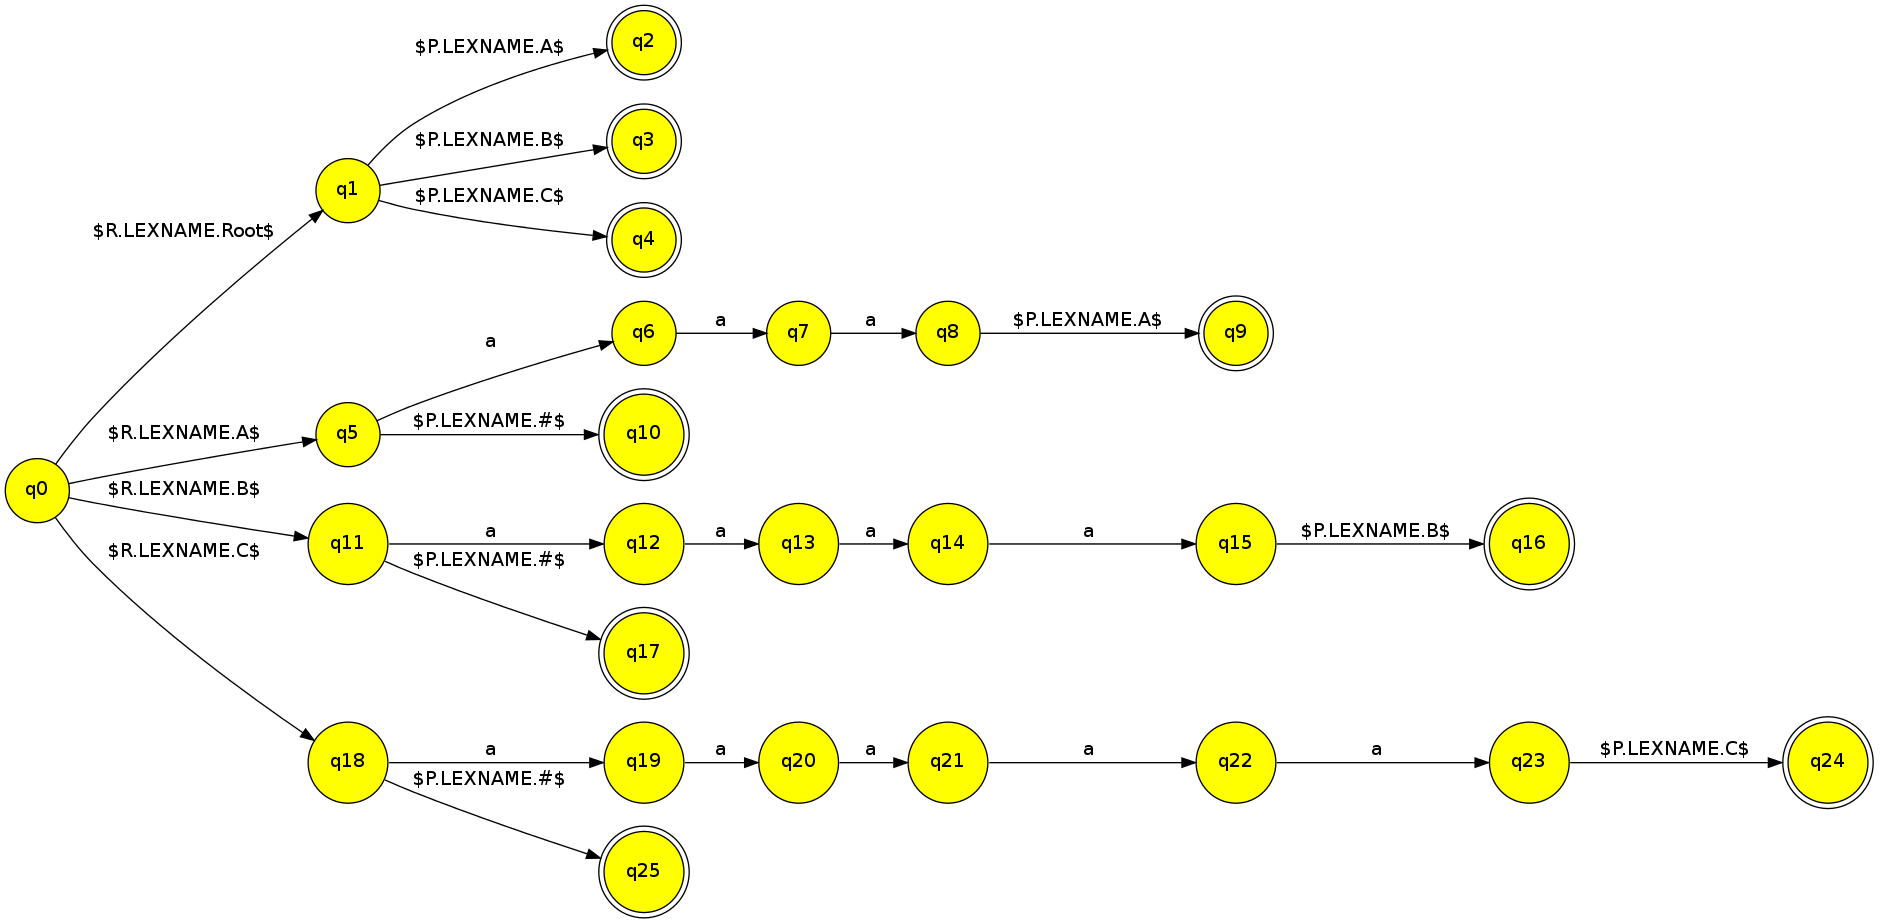 q2
$P.LEXNAME.A$
$P.LEXNAME.B$
q3
q1
$P.LEXNAME.C$
$R.LEXNAME.Root$
q4
q6
a
q7
a
q8
$P.LEXNAME.A$
q9
a
$R.LEXNAME.A$
q5
$P.LEXNAME.#$
q10
q0
$R.LEXNAME.B$
q11
a
q12
a
q13
a
q14
a
q15
$P.LEXNAME.B$
q16
$R.LEXNAME.C$
$P.LEXNAME.#$
q17
q18
a
q19
a
q20
a
q21
a
q22
a
q23
$P.LEXNAME.C$
q24
$P.LEXNAME.#$
q25